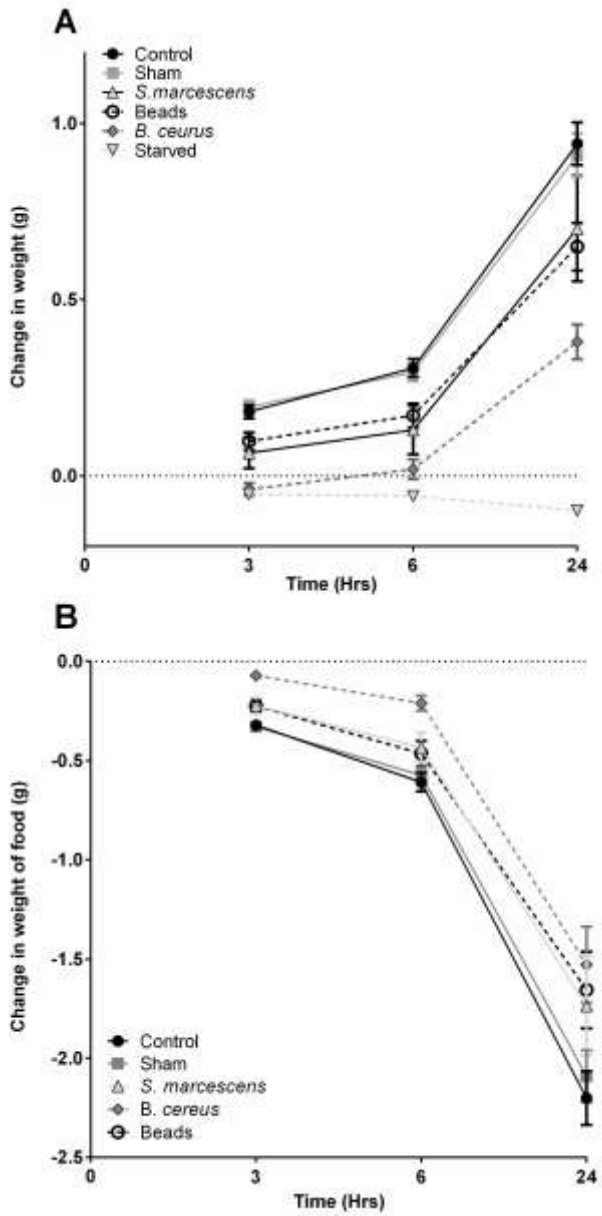 A
Control
Sham
S.marcescens
Beads
B. ceurus
Starved
1.0
0.5
0.0
Change in weight (g)
0 3 6 24
Time (Hrs)
B
0.0
-0.5
-1.0
-1.5
-2.0
-2.5
Change in weight of food (g)
Control
Sham
S. marcescens
B. cereus
Beads
0 3 6 24
Time (Hrs)